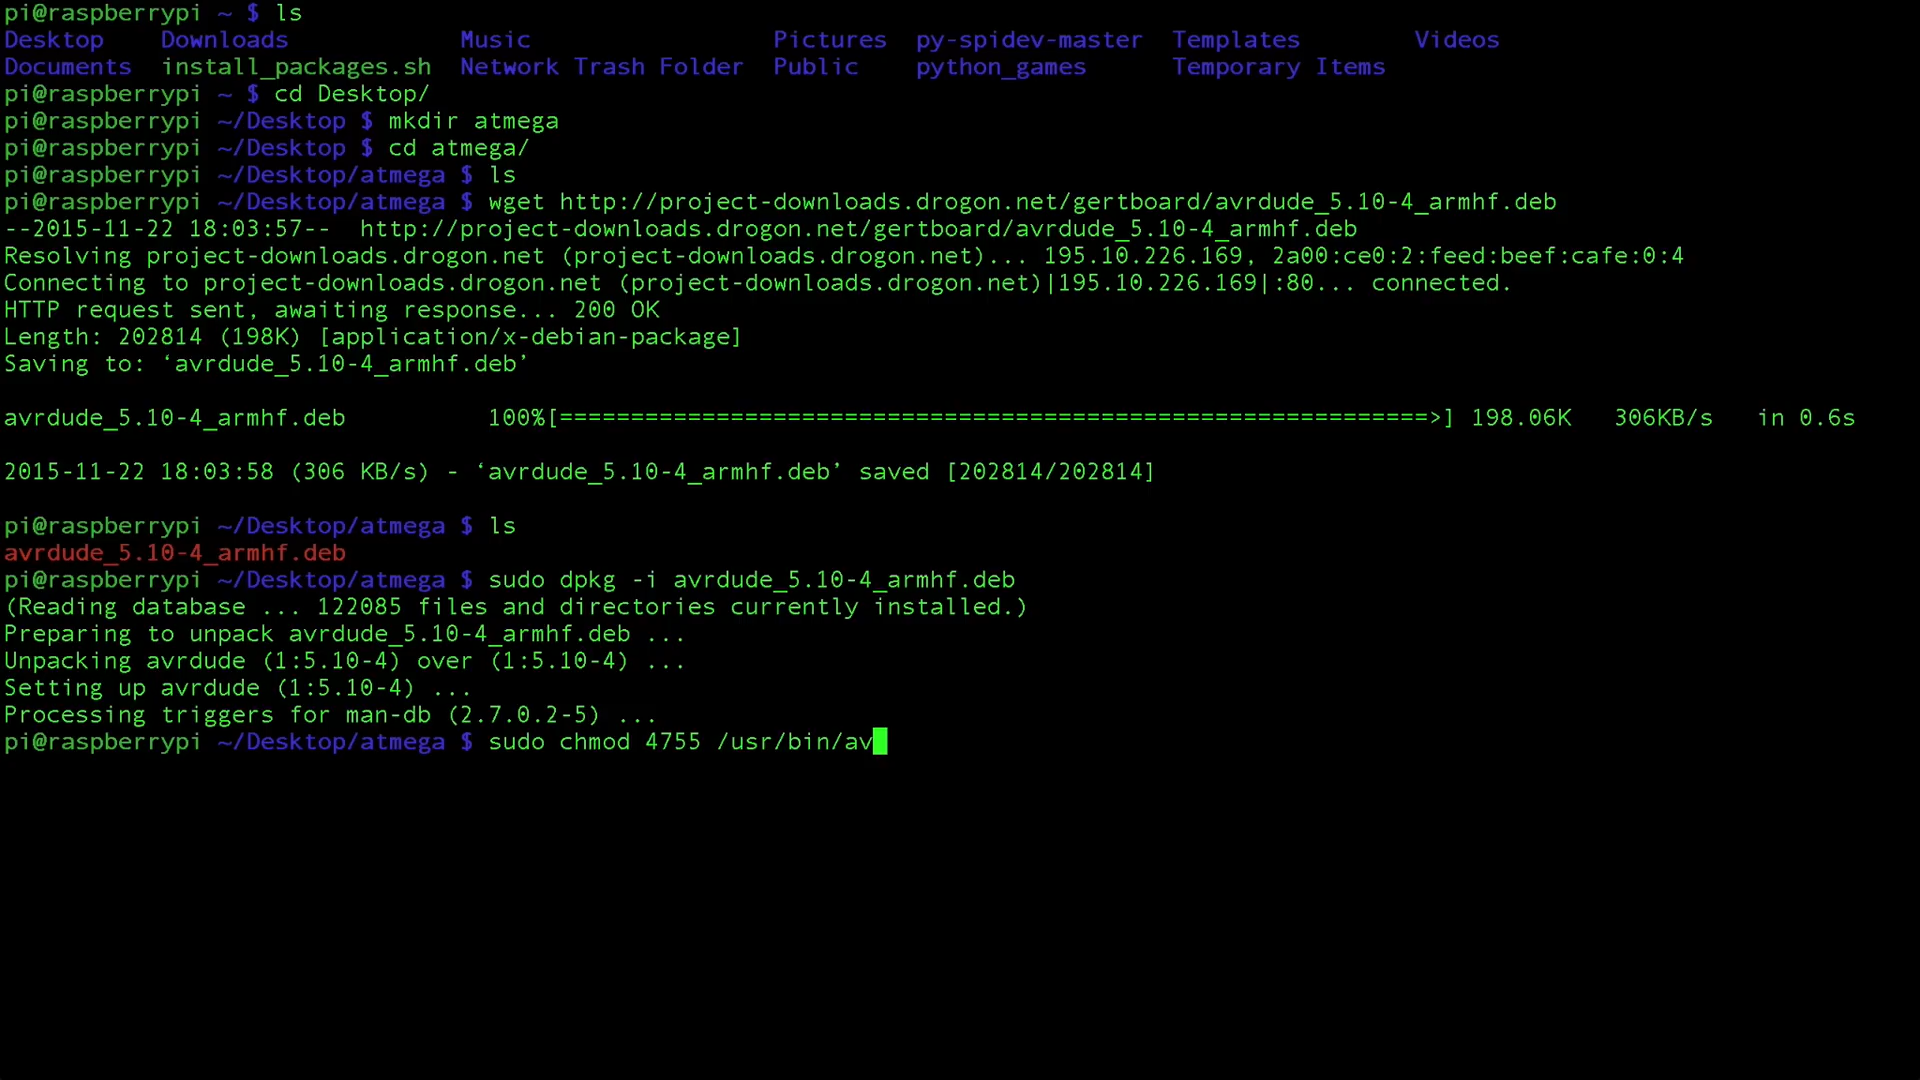 pi@raspberrypi ~ $ ls
Desktop    Downloads            Music                 Pictures  py-spidev-master  Templates        Videos
Documents  install_packages.sh  Network Trash Folder  Public    python_games      Temporary Items
pi@raspberrypi ~ $ cd Desktop/
pi@raspberrypi ~/Desktop $ mkdir atmega
pi@raspberrypi ~/Desktop $ cd atmega/
pi@raspberrypi ~/Desktop/atmega $ ls
pi@raspberrypi ~/Desktop/atmega $ wget http://project-downloads.drogon.net/gertboard/avrdude_5.10-4_armhf.deb
--2015-11-22 18:03:57--  http://project-downloads.drogon.net/gertboard/avrdude_5.10-4_armhf.deb
Resolving project-downloads.drogon.net (project-downloads.drogon.net)... 195.10.226.169, 2a00:ce0:2:feed:beef:cafe:0:4
Connecting to project-downloads.drogon.net (project-downloads.drogon.net)|195.10.226.169|:80... connected.
HTTP request sent, awaiting response... 200 OK
Length: 202814 (198K) [application/x-debian-package]
Saving to: ‘avrdude_5.10-4_armhf.deb’
avrdude_5.10-4_armhf.deb          100%[=============================================================>] 198.06K   306KB/s   in 0.6s
2015-11-22 18:03:58 (306 KB/s) - ‘avrdude_5.10-4_armhf.deb’ saved [202814/202814]
pi@raspberrypi ~/Desktop/atmega $ ls
avrdude_5.10-4_armhf.deb
pi@raspberrypi ~/Desktop/atmega $ sudo dpkg -i avrdude_5.10-4_armhf.deb
(Reading database ... 122085 files and directories currently installed.)
Preparing to unpack avrdude_5.10-4_armhf.deb ...
Unpacking avrdude (1:5.10-4) over (1:5.10-4) ...
Setting up avrdude (1:5.10-4) ...
Processing triggers for man-db (2.7.0.2-5) ...
pi@raspberrypi ~/Desktop/atmega $ sudo chmod 4755 /usr/bin/av